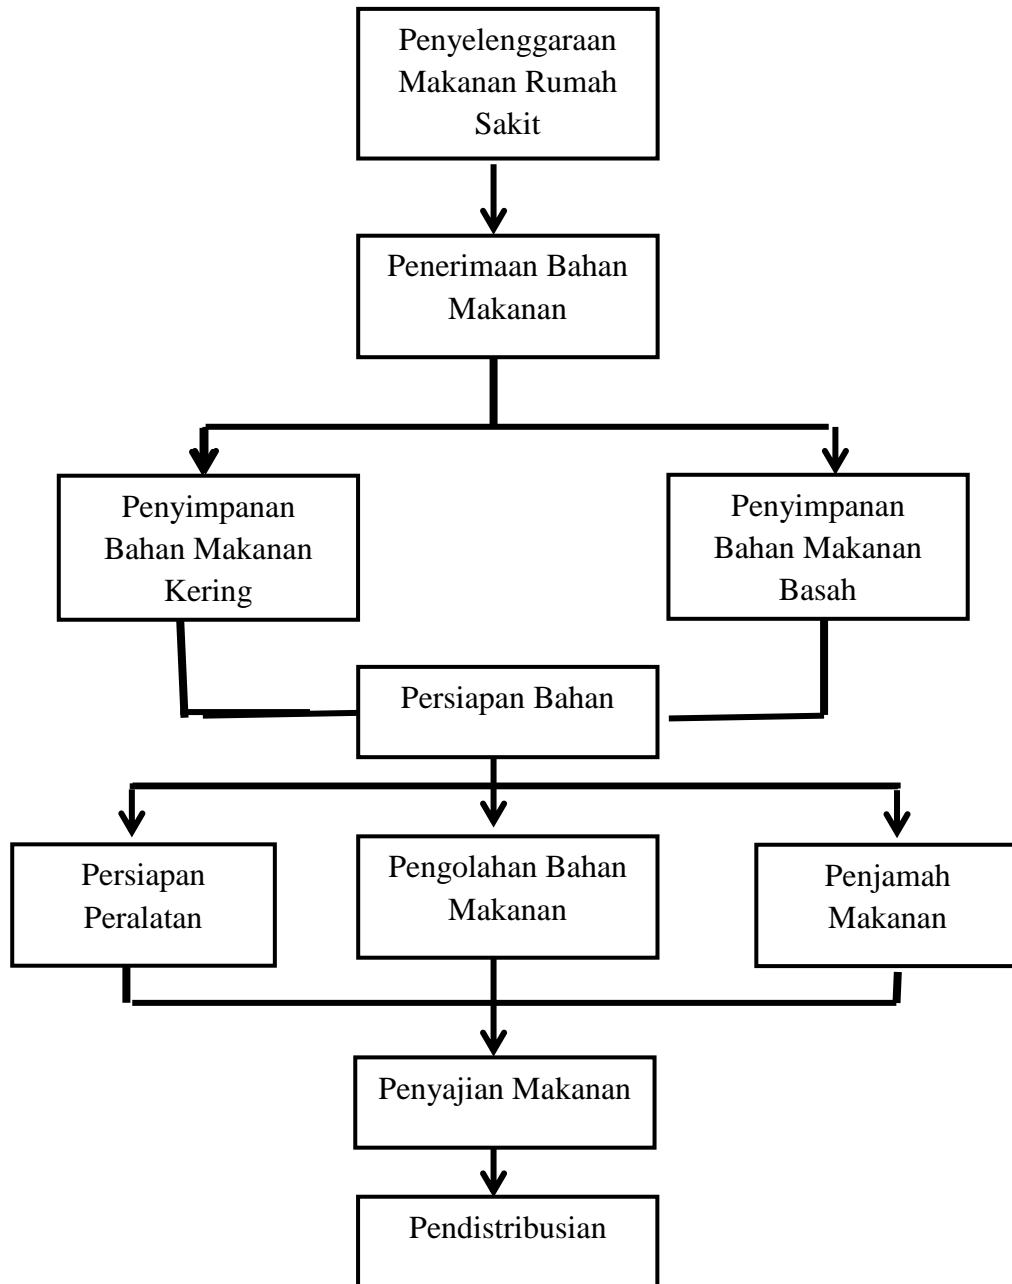 Penyelenggaraan
Makanan Rumah
Sakit
Penerimaan Bahan
Makanan
Penyimpanan
Bahan Makanan
Kering
Penyimpanan
Bahan Makanan
Basah
Persiapan Bahan
Persiapan
Peralatan
Pengolahan Bahan
Makanan
Penjamah
Makanan
Penyajian Makanan
Pendistribusian